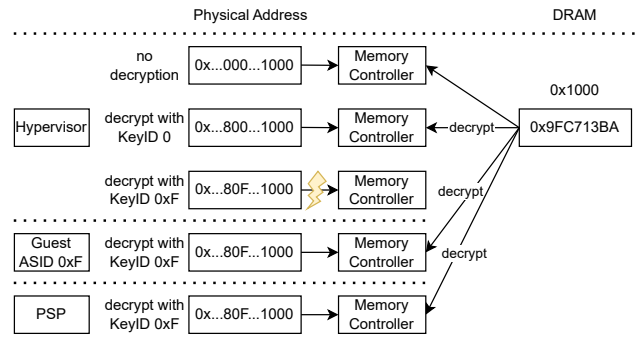 Physical Address
DRAM
no
decryption
0x...000...1000
Memory
Controller
0x1000
Hypervisor
decrypt with
KeyID 0
0x...800...1000
Memory
Controller
decrypt
0x9FC713BA
decrypt with
KeyID 0xF
0x...80F...1000
Memory
Controller
decrypt
Guest
ASID 0xF
decrypt with
KeyID 0xF
0x...80F...1000
Memory
Controller
decrypt
PSP
decrypt with
KeyID 0xF
0x...80F...1000
Memory
Controller